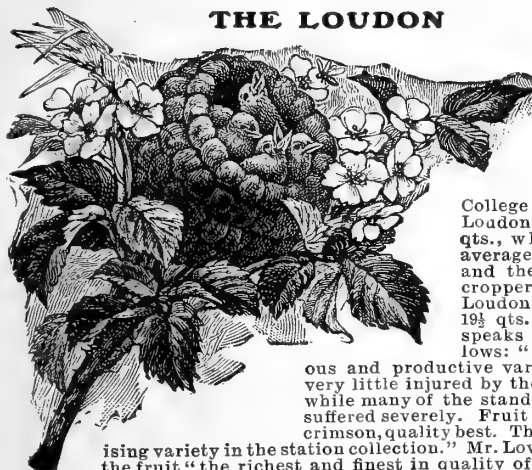 THE LOUDON
College
Loudon
qts., wh
average
and the
cropper
Loudon
19½ qts.
speaks
lows: "
ous and productive var
very little injured by the
while many of the stand
suffered severely. Fruit
crimson, quality best. Th
ising variety in the station collection." Mr. Lov
the fruit "the richest and finest in quality of